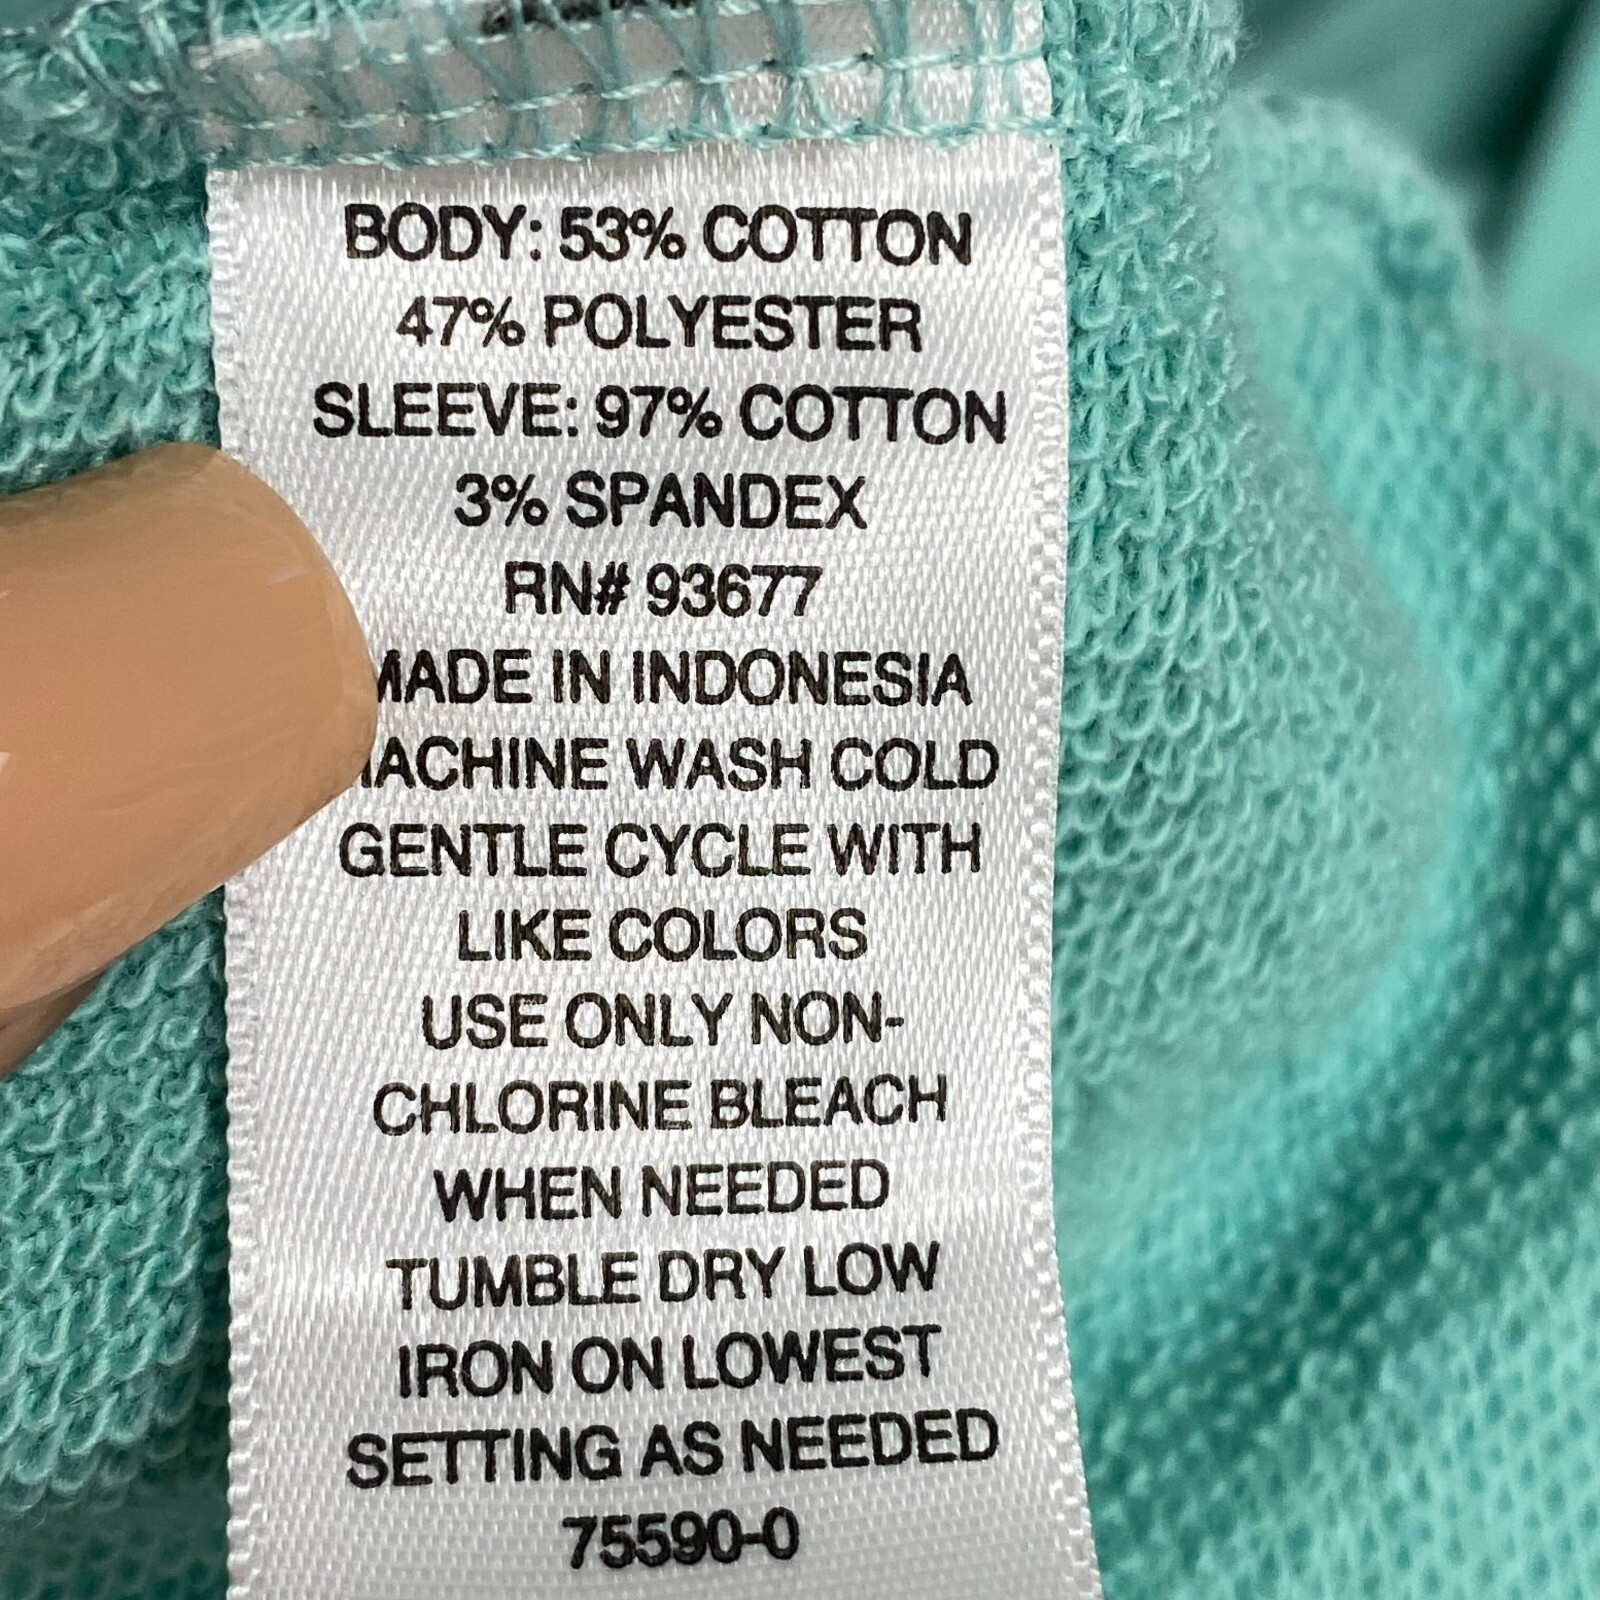 BODY: 53% COTTON
47% POLYESTER
SLEEVE: 97% COTTON
3% SPANDEX
RN# 93677
MADE IN INDONESIA
MACHINE WASH COLD
GENTLE CYCLE WITH
LIKE COLORS
USE ONLY NON-
CHLORINE BLEACH
WHEN NEEDED
TUMBLE DRY LOW
IRON ON LOWEST
SETTING AS NEEDED
75590-0